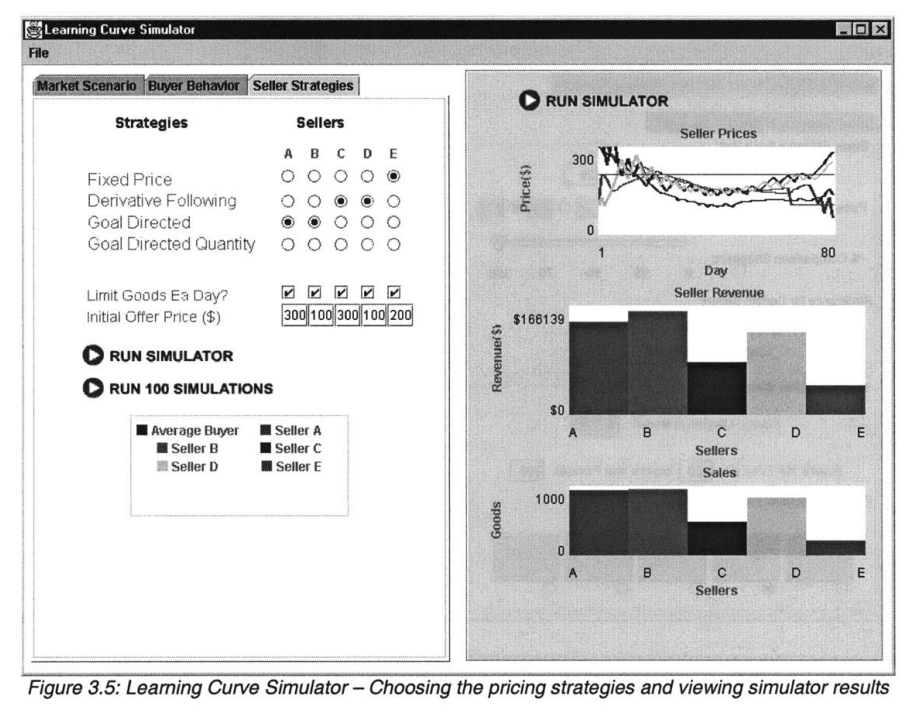 Learning Curve Simulator
File
Market Scenario Buyer Behavior Seller Strategies
Strategies Sellers
A B C D E
Fixed Price
Derivative Following
Goal Directed
Goal Directed Quantity
Limit Goods Ea Day?
Initial Offer Price ($) 300 100 300 100 200
RUN SIMULATOR
RUN 100 SIMULATIONS
Average Buyer Seller A
Seller B Seller C
Seller D Seller E
RUN SIMULATOR
Seller Prices
Price($)
300
0
1 80
Day
Seller Revenue
Revenue($)
$166139
$0
A B C D E
Sellers
Sales
Goods
1000
0
A B C D E
Sellers
Figure 3.5: Learning Curve Simulator – Choosing the pricing strategies and viewing simulator results